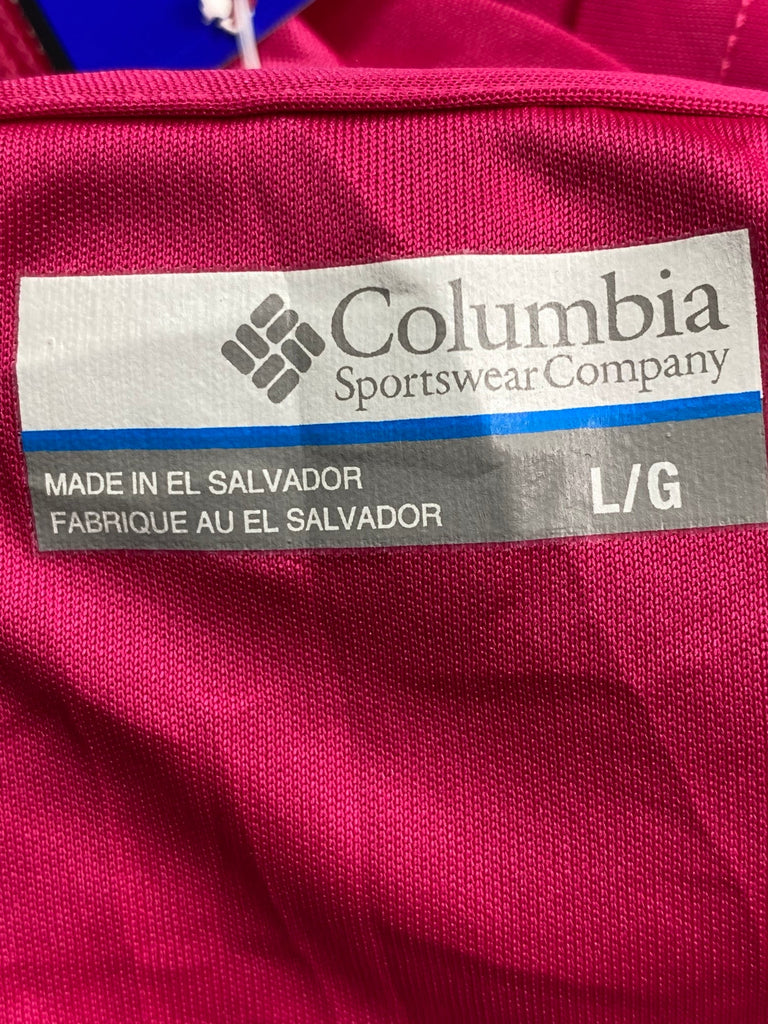 Columbia
Sportswear Company
MADE IN EL SALVADOR
FABRIQUE AU EL SALVADOR
L/G